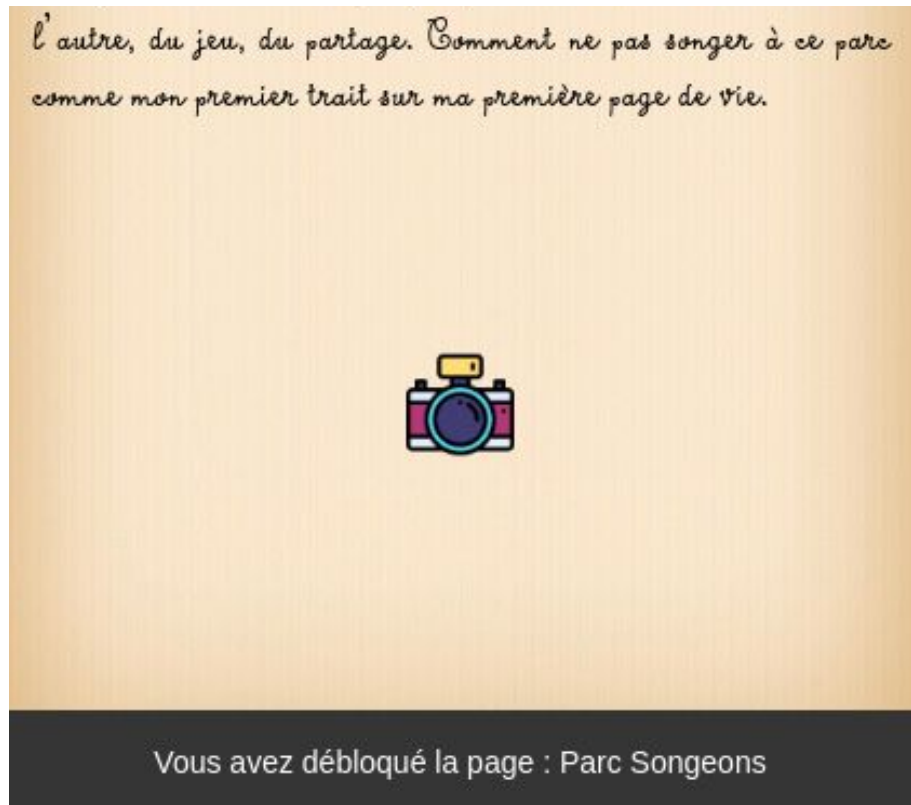 l'autre, du jeu, du partage. Comment ne pas songer à ce parc
comme mon premier trait sur ma première page de vie.
Vous avez débloqué la page : Parc Songeons